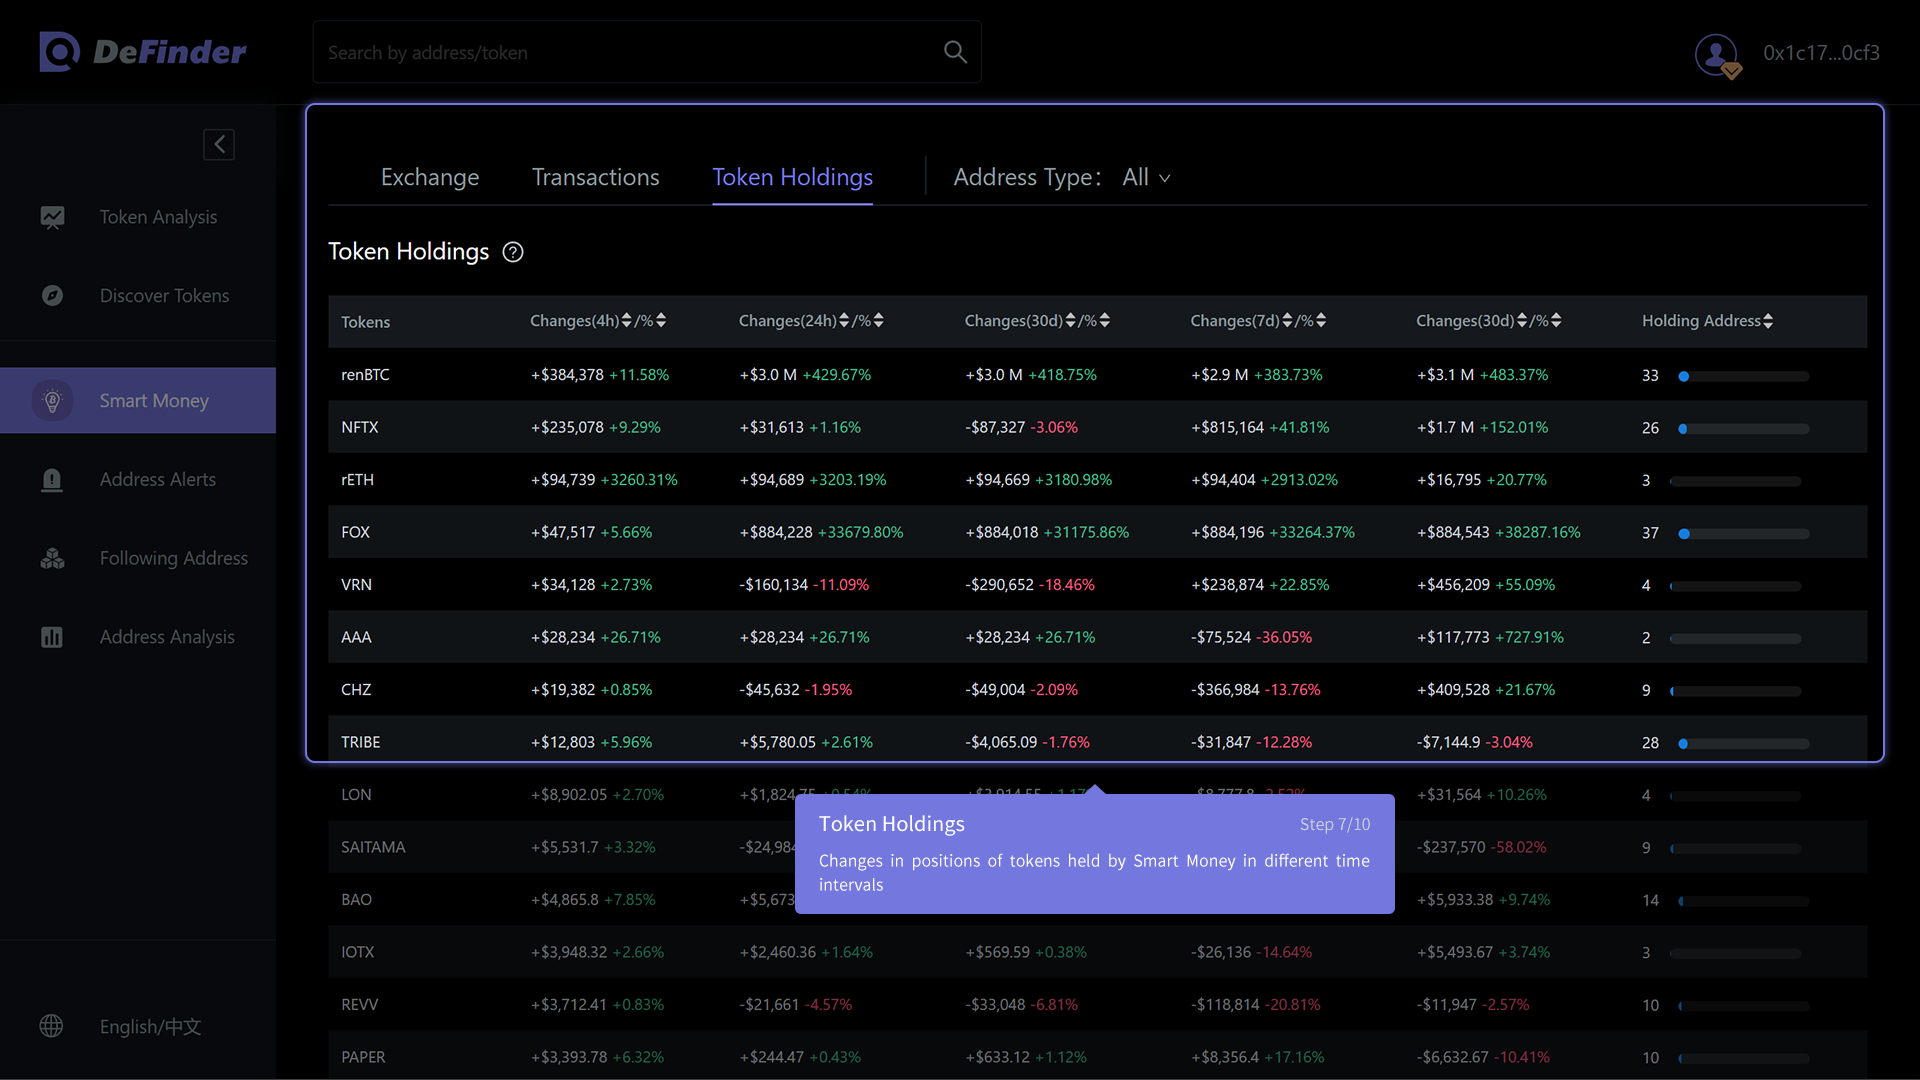 DeFinder
Search by address/token
0x1c17...0cf3
Token Analysis
Discover Tokens
Smart Money
Address Alerts
Following Address
Address Analysis
English/中文
Exchange Transactions Token Holdings Address Type: All
Token Holdings ?
Tokens Changes(4h)/% Changes(24h)/% Changes(30d)/% Changes(7d)/% Changes(30d)/% Holding Address
renBTC +$384,378 +11.58% +$3.0 M +429.67% +$3.0 M +418.75% +$2.9 M +383.73% +$3.1 M +483.37% 33
NFTX +$235,078 +9.29% +$31,613 +1.16% -$87,327 -3.06% +$815,164 +41.81% +$1.7 M +152.01% 26
rETH +$94,739 +3260.31% +$94,689 +3203.19% +$94,669 +3180.98% +$94,404 +2913.02% +$16,795 +20.77% 3
FOX +$47,517 +5.66% +$884,228 +33679.80% +$884,018 +31175.86% +$884,196 +33264.37% +$884,543 +38287.16% 37
VRN +$34,128 +2.73% -$160,134 -11.09% -$290,652 -18.46% +$238,874 +22.85% +$456,209 +55.09% 4
AAA +$28,234 +26.71% +$28,234 +26.71% +$28,234 +26.71% -$75,524 -36.05% +$117,773 +727.91% 2
CHZ +$19,382 +0.85% -$45,632 -1.95% -$49,004 -2.09% -$366,984 -13.76% +$409,528 +21.67% 9
TRIBE +$12,803 +5.96% +$5,780.05 +2.61% -$4,065.09 -1.76% -$31,847 -12.28% -$7,144.9 -3.04% 28
LON +$8,902.05 +2.70% +$1,824.75 +0.54% +$31,564 +10.26% 4
SAITAMA +$5,531.7 +3.32% -$24,984 -$237,570 -58.02% 9
BAO +$4,865.8 +7.85% +$5,673 +$5,933.38 +9.74% 14
IOTX +$3,948.32 +2.66% +$2,460.36 +1.64% +$569.59 +0.38% -$26,136 -14.64% +$5,493.67 +3.74% 3
REVV +$3,712.41 +0.83% -$21,661 -4.57% -$33,048 -6.81% -$118,814 -20.81% -$11,947 -2.57% 10
PAPER +$3,393.78 +6.32% +$244.47 +0.43% +$633.12 +1.12% +$8,356.4 +17.16% -$6,632.67 -10.41% 10
Token Holdings Step 7/10
Changes in positions of tokens held by Smart Money in different time
intervals